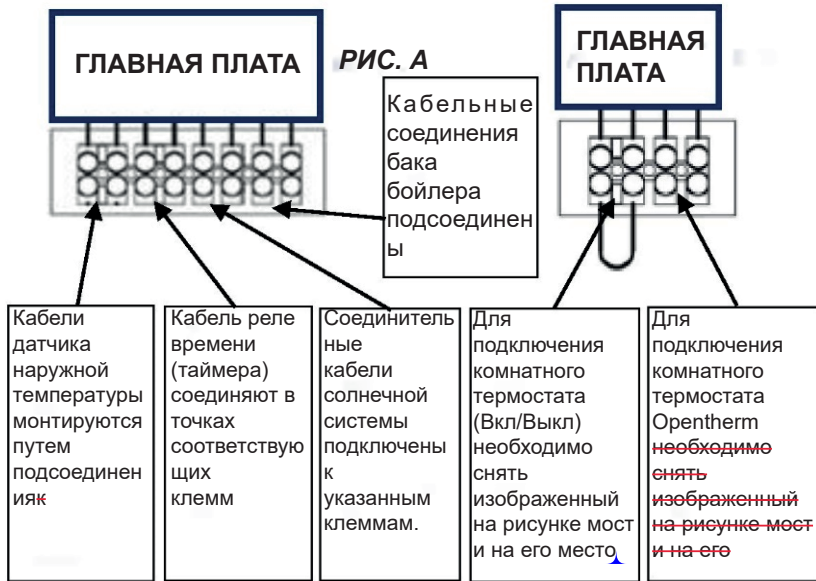 ГЛАВНАЯ ПЛАТА
РИС. А
ГЛАВНАЯ
ПЛАТА
Кабельные
соединения
бака
бойлера
подсоединен
ы
Кабели
датчика
наружной
температуры
монтируются
путем
подсоединен
ияк
Кабель реле
времени
(таймера)
соединяют в
точках
соответствую
щих
клемм
Соединитель
ные
кабели
солнечной
системы
подключены
к
указанным
клеммам.
Для
подключения
комнатного
термостата
(Вкл/Выкл)
необходимо
снять
изображенный
на рисунке мост
и на его место
Для
подключения
комнатного
термостата
Opentherm
необходимо
снять
изображенный
на рисунке мост
и на его